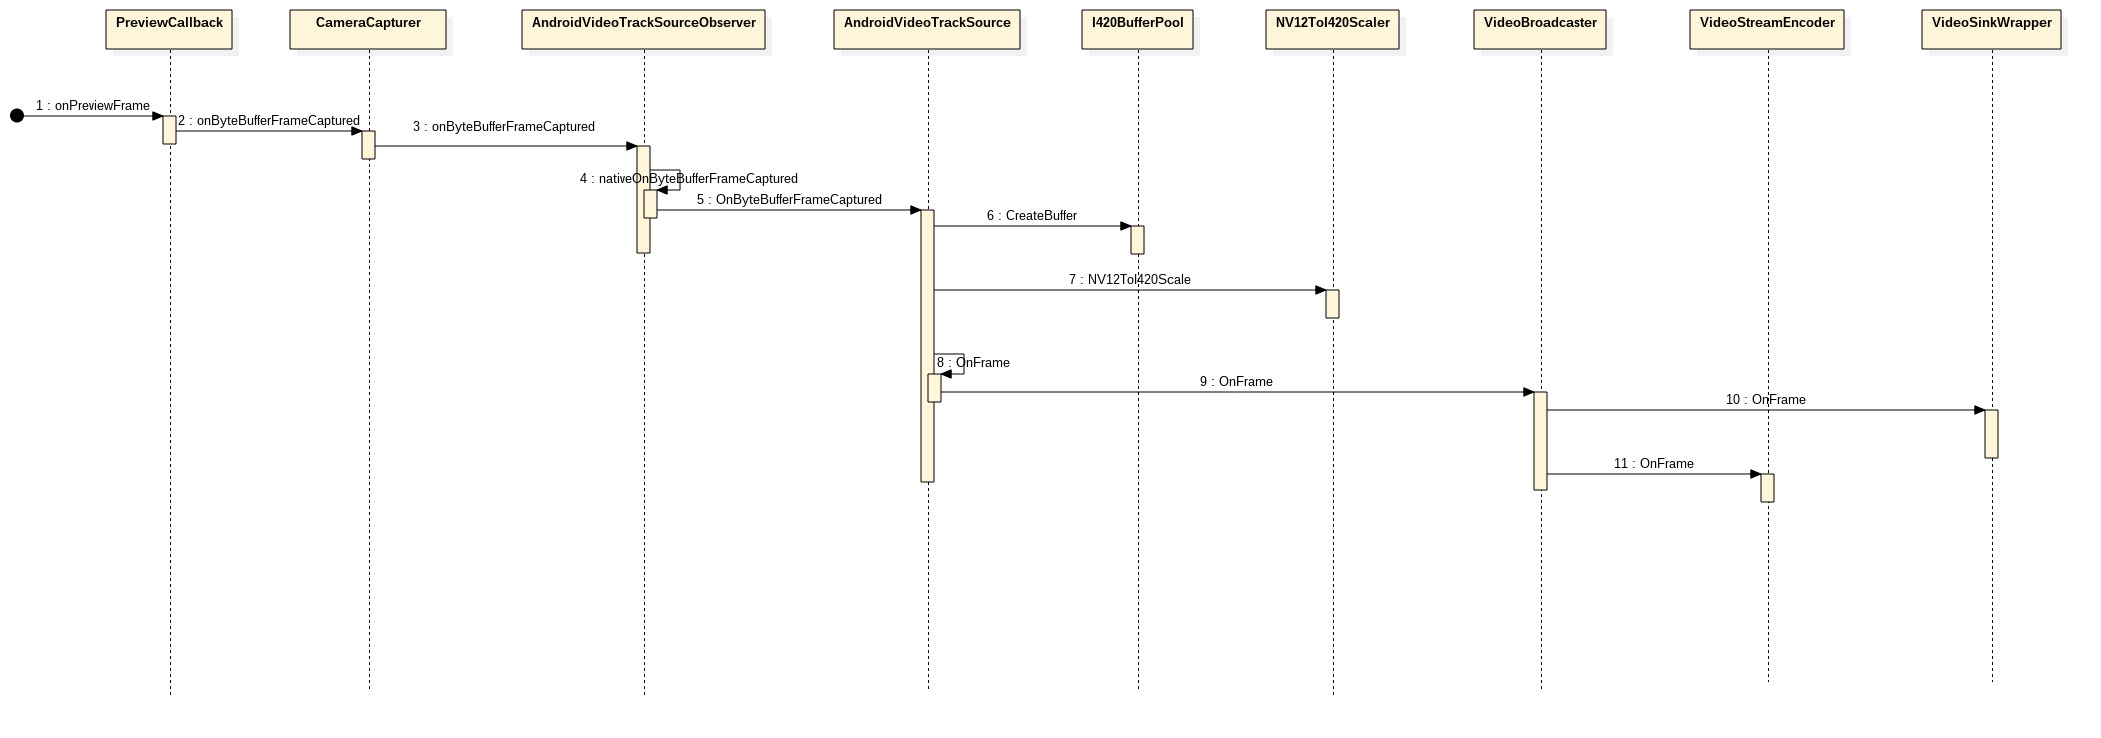 PreviewCallback
CameraCapturer
AndroidVideoTrackSourceObserver
AndroidVideoTrackSource
I420BufferPool
NV12ToI420Scaler
VideoBroadcaster
VideoStreamEncoder
VideoSinkWrapper
1 : onPreviewFrame
2 : onByteBufferFrameCaptured
3 : onByteBufferFrameCaptured
4 : nativeOnByteBufferFrameCaptured
5 : OnByteBufferFrameCaptured
6 : CreateBuffer
7 : NV12ToI420Scale
8 : OnFrame
9 : OnFrame
10 : OnFrame
11 : OnFrame